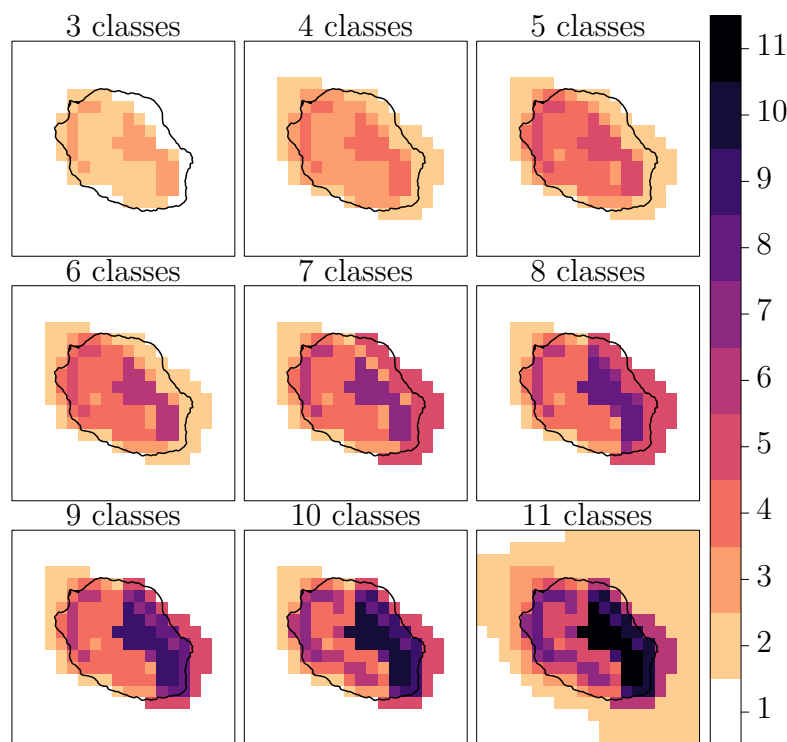 3 classes
4 classes
5 classes
6 classes
7 classes
8 classes
9 classes
10 classes
11 classes
11
10
9
8
7
6
5
4
3
2
1